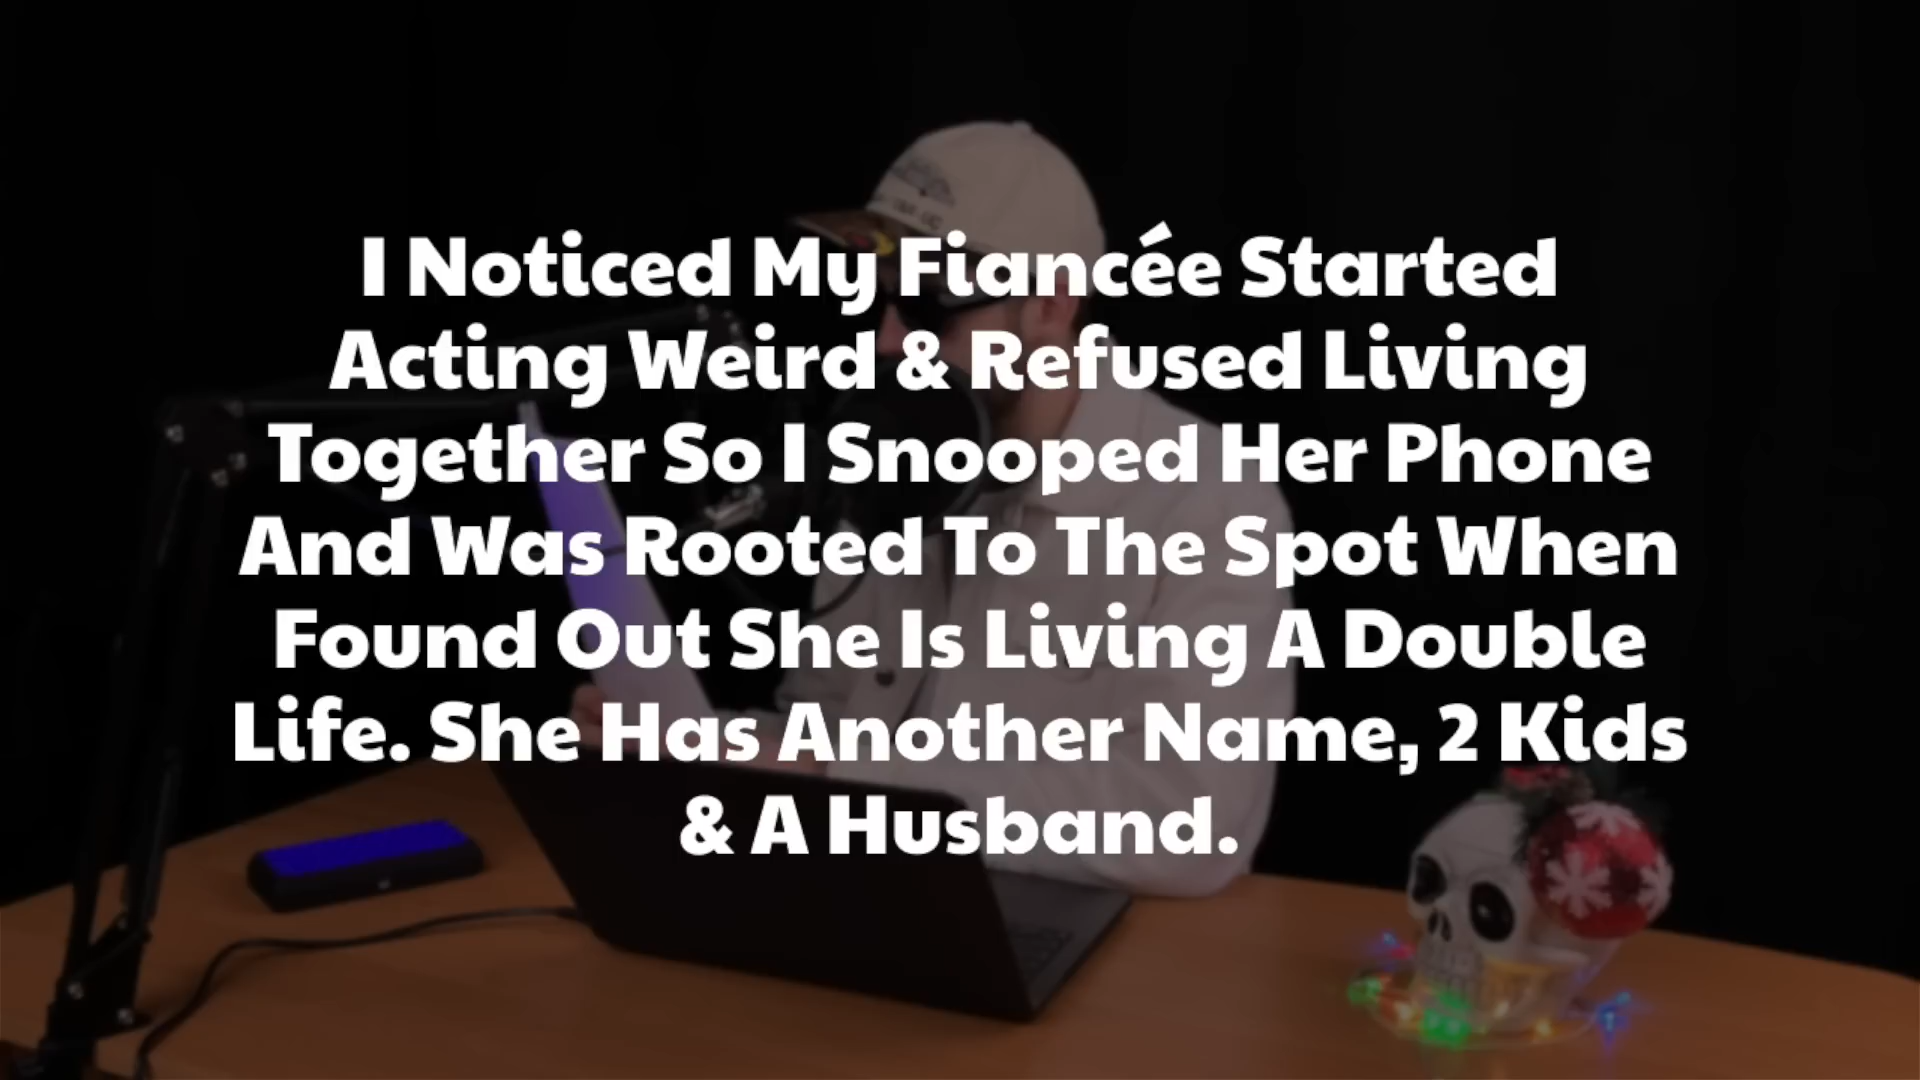 I Noticed My Fiancée Started
Acting Weird & Refused Living
Together So I Snooped Her Phone
And Was Rooted To The Spot When
Found Out She Is Living A Double
Life. She Has Another Name, 2 Kids
& A Husband.